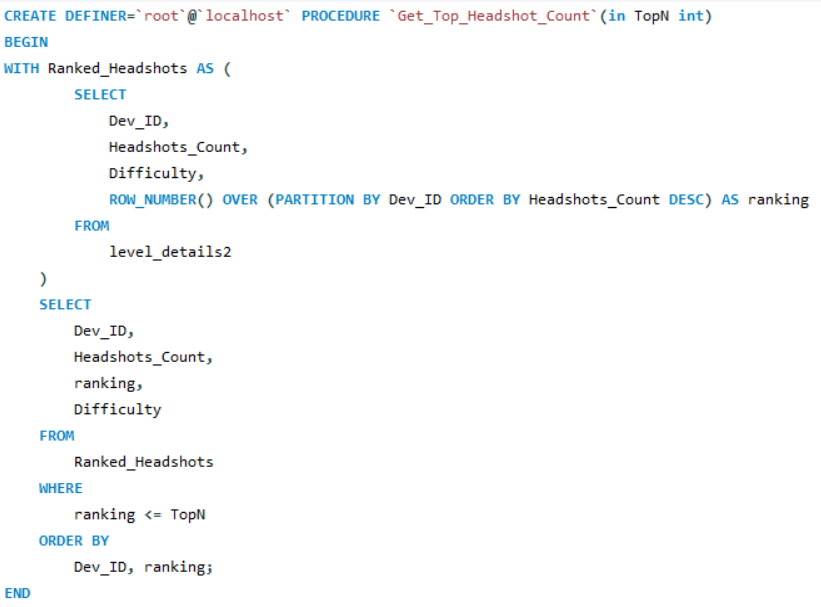 CREATE DEFINER=`root`@`localhost` PROCEDURE `Get_Top_Headshot_Count`(in TopN int)
BEGIN
WITH Ranked_Headshots AS (
        SELECT
            Dev_ID,
            Headshots_Count,
            Difficulty,
            ROW_NUMBER() OVER (PARTITION BY Dev_ID ORDER BY Headshots_Count DESC) AS ranking
        FROM
            level_details2
    )
    SELECT
        Dev_ID,
        Headshots_Count,
        ranking,
        Difficulty
    FROM
        Ranked_Headshots
    WHERE
        ranking <= TopN
    ORDER BY
        Dev_ID, ranking;
END